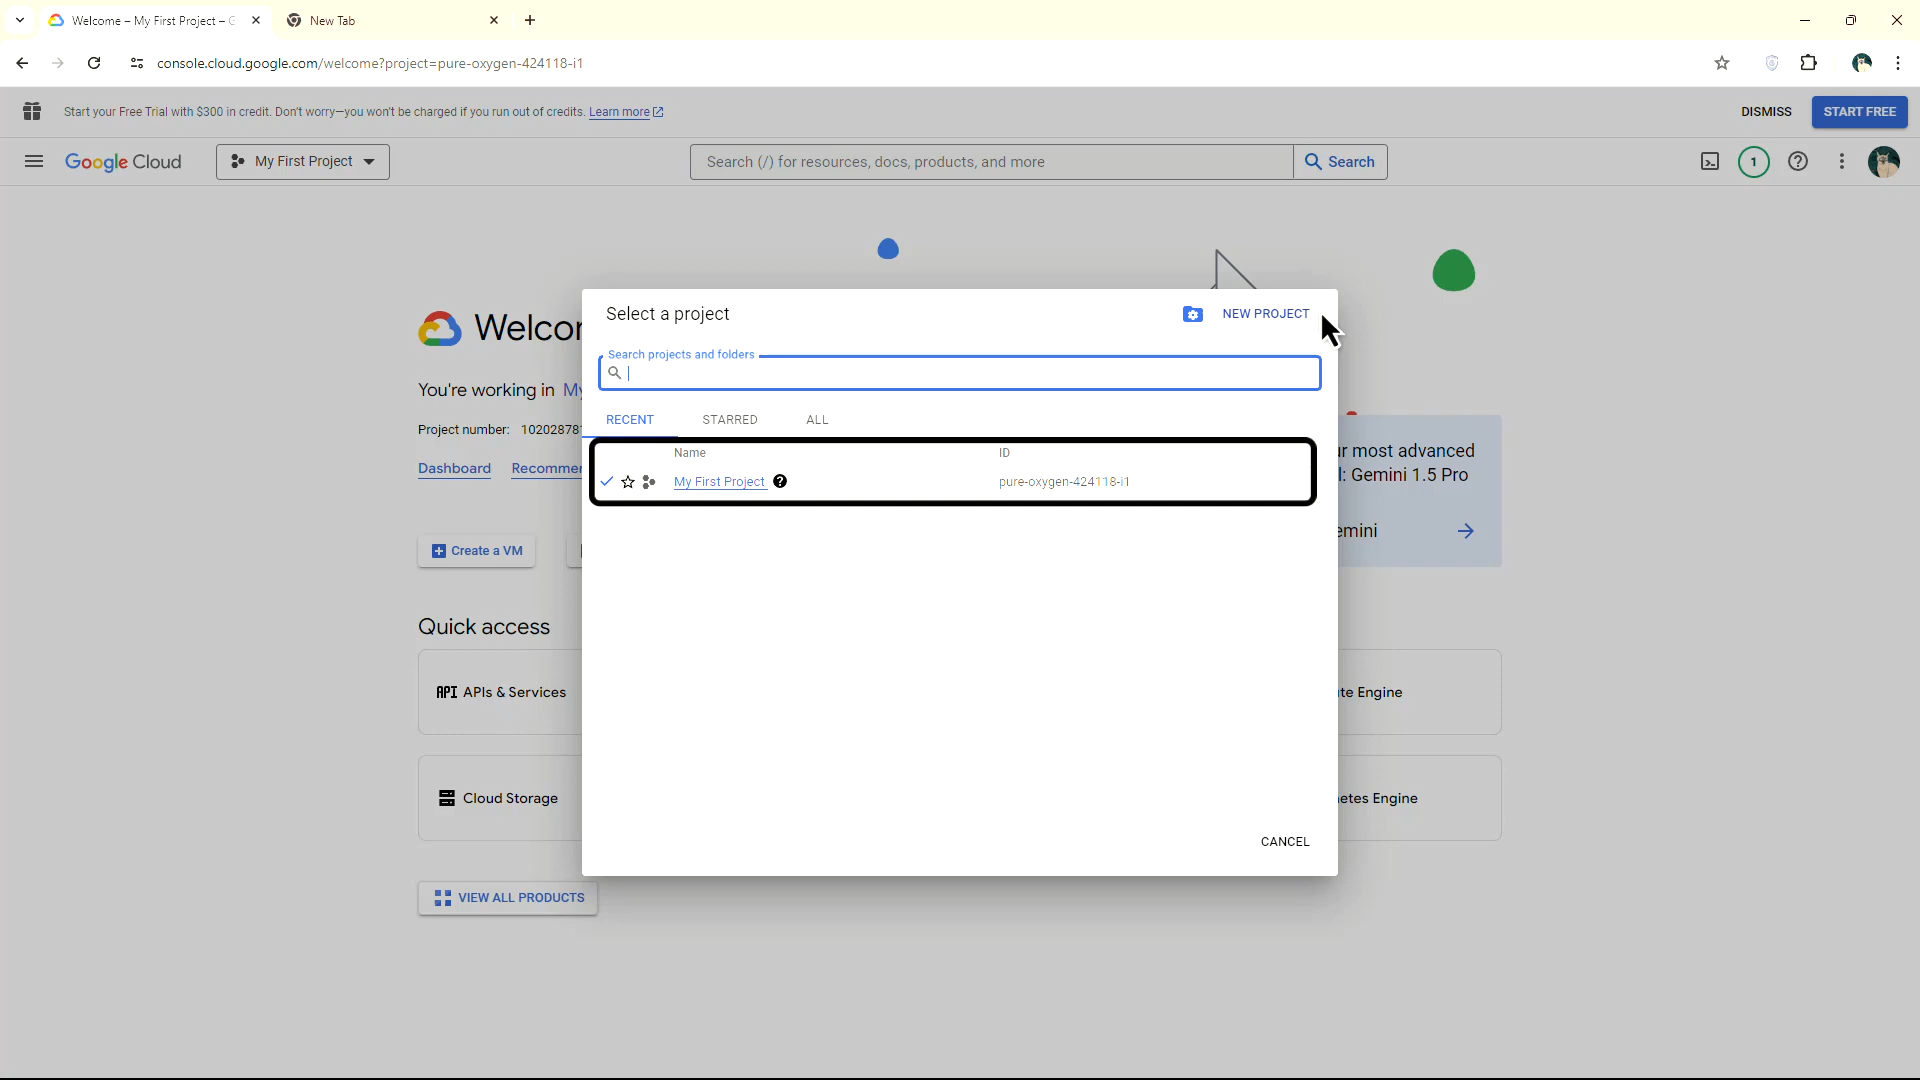 Welcome – My First Project – G
New Tab
console.cloud.google.com/welcome?project=pure-oxygen-424118-i1
Start your Free Trial with $300 in credit. Don't worry—you won't be charged if you run out of credits. Learn more
DISMISS
START FREE
Google Cloud
My First Project
Search (/) for resources, docs, products, and more
Search
1
Welcom
Select a project
NEW PROJECT
Search projects and folders
You're working in My
RECENT
STARRED
ALL
Project number: 10202878
Name
ID
My First Project
pure-oxygen-424118-i1
Dashboard
Recommen
ur most advanced
l: Gemini 1.5 Pro
emini
Create a VM
Quick access
API APIs & Services
te Engine
Cloud Storage
etes Engine
CANCEL
VIEW ALL PRODUCTS